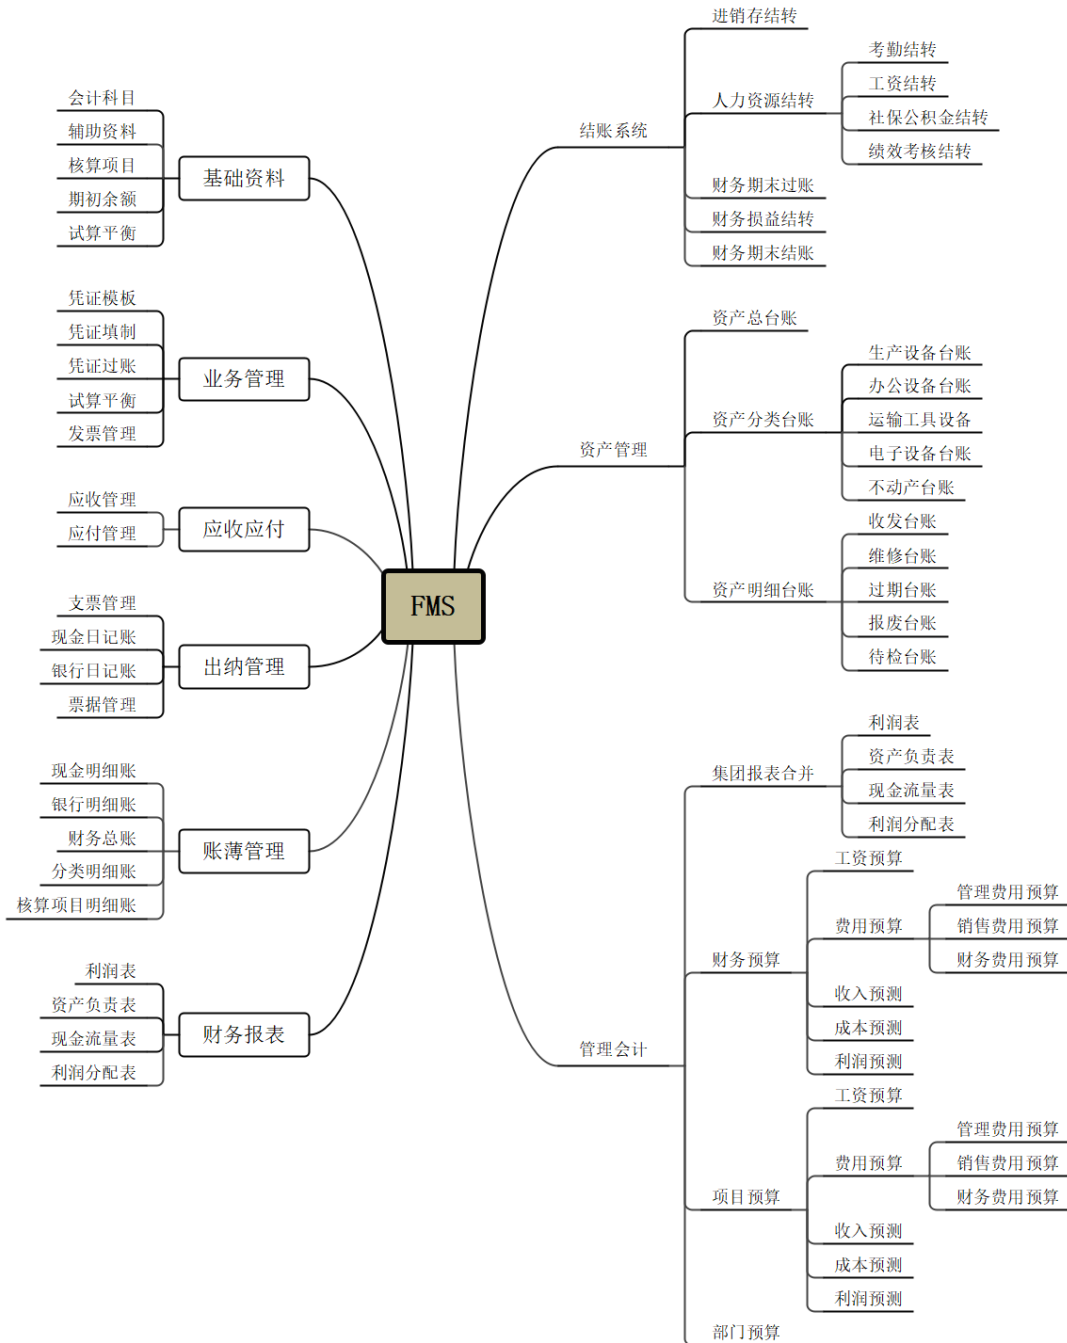 FMS
基础资料
会计科目
辅助资料
核算项目
期初余额
试算平衡
业务管理
凭证模板
凭证填制
凭证过账
试算平衡
发票管理
应收应付
应收管理
应付管理
出纳管理
支票管理
现金日记账
银行日记账
票据管理
账薄管理
现金明细账
银行明细账
财务总账
分类明细账
核算项目明细账
财务报表
利润表
资产负责表
现金流量表
利润分配表
结账系统
进销存结转
人力资源结转
考勤结转
工资结转
社保公积金结转
绩效考核结转
财务期末过账
财务损益结转
财务期末结账
资产管理
资产总台账
资产分类台账
生产设备台账
办公设备台账
运输工具设备
电子设备台账
不动产台账
资产明细台账
收发台账
维修台账
过期台账
报废台账
待检台账
管理会计
集团报表合并
利润表
资产负责表
现金流量表
利润分配表
财务预算
工资预算
费用预算
管理费用预算
销售费用预算
财务费用预算
收入预测
成本预测
利润预测
项目预算
工资预算
费用预算
管理费用预算
销售费用预算
财务费用预算
收入预测
成本预测
利润预测
部门预算